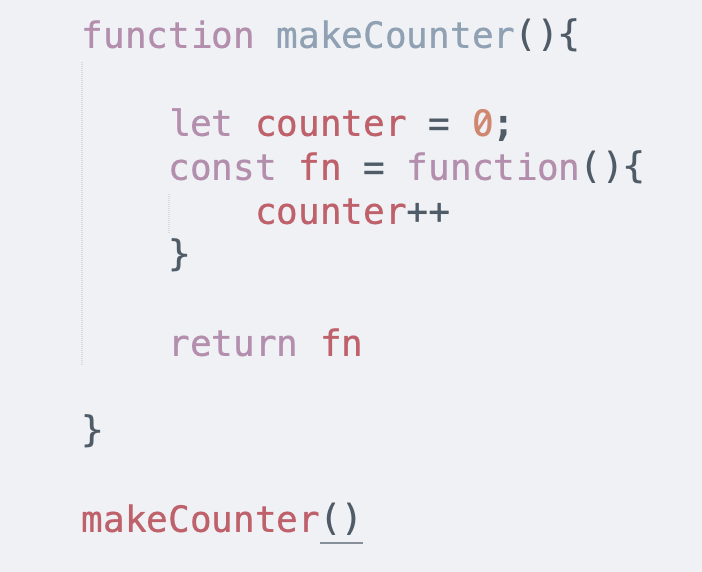 function makeCounter(){
let counter = 0;
const fn = function(){
counter++
}
return fn
}
makeCounter()